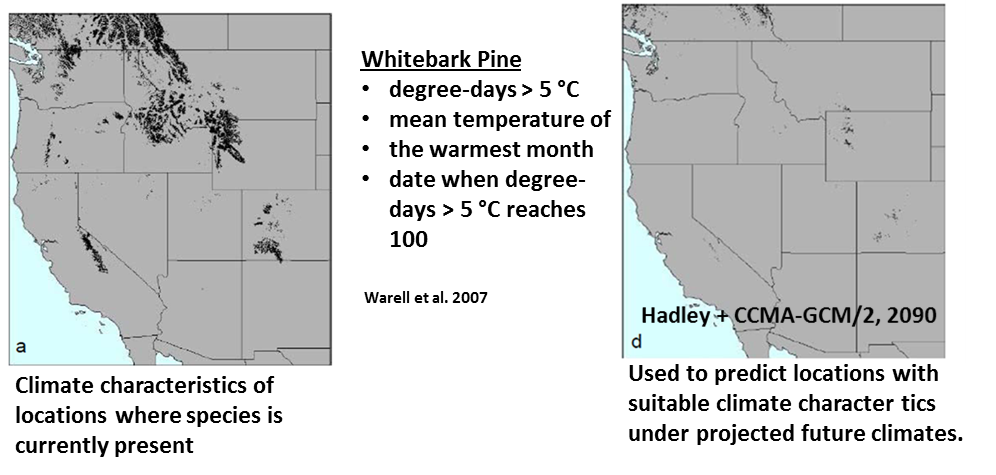 Whitebark Pine
• degree-days > 5 °C
• mean temperature of
• the warmest month
• date when degree-
days > 5 °C reaches
100
Warell et al. 2007
a
Climate characteristics of
locations where species is
currently present
Hadley + CCMA-GCM/2, 2090
d
Used to predict locations with
suitable climate character tics
under projected future climates.